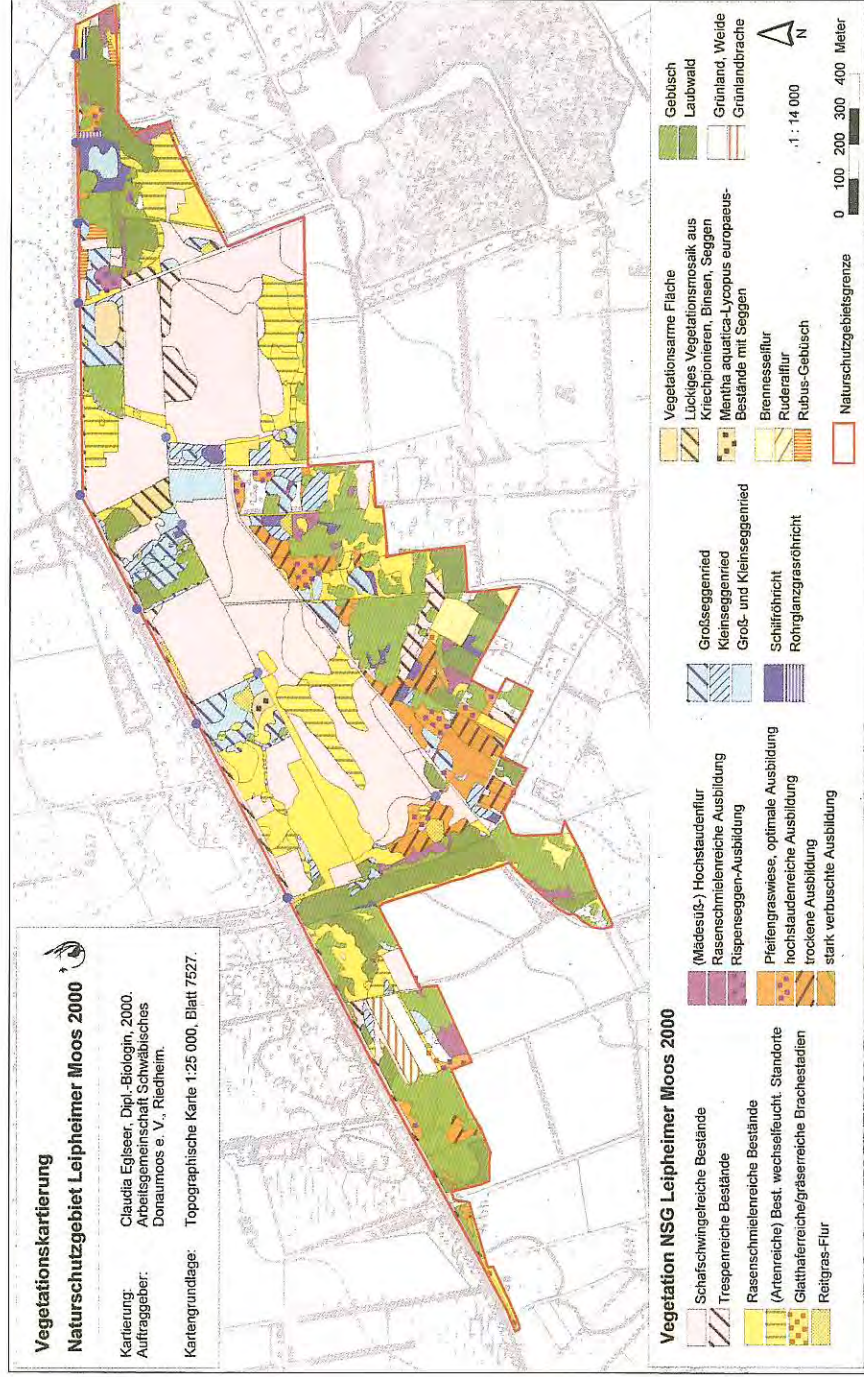 Vegetationskartierung
Naturschutzgebiet Leipheimer Moos 2000
Kartierung: Claudia Eglseer, Dipl.-Biologin, 2000.
Auftraggeber: Arbeitsgemeinschaft Schwäbisches
Donaumoos e. V., Riedheim.
Kartengrundlage: Topographische Karte 1:25 000, Blatt 7527.
Vegetation NSG Leipheimer Moos 2000
Schafschwingelreiche Bestände
Trespenreiche Bestände
Rasenschmielenreiche Bestände
(Artenreiche) Best. wechselfeucht. Standorte
Glatthaferreiche/gräserreiche Brachestadien
Reitgras-Flur
(Mädesüß-) Hochstaudenflur
Rasenschmielenreiche Ausbildung
Rispenseggen-Ausbildung
Pfeifengraswiese, optimale Ausbildung
hochstaudenreiche Ausbildung
trockene Ausbildung
stark verbuschte Ausbildung
Großseggenried
Kleinseggenried
Groß- und Kleinseggenried
Schilfröhricht
Rohrglanzgrasröhricht
Vegetationsarme Fläche
Lückiges Vegetationsmosaik aus
Kriechpionieren, Binsen, Seggen
Mentha aquatica-Lycopus europaeus-
Bestände mit Seggen
Brennesselflur
Ruderalflur
Rubus-Gebüsch
Naturschutzgebietsgrenze
Gebüsch
Laubwald
Grünland, Weide
Grünlandbrache
1 : 14 000
N
0 100 200 300 400 Meter